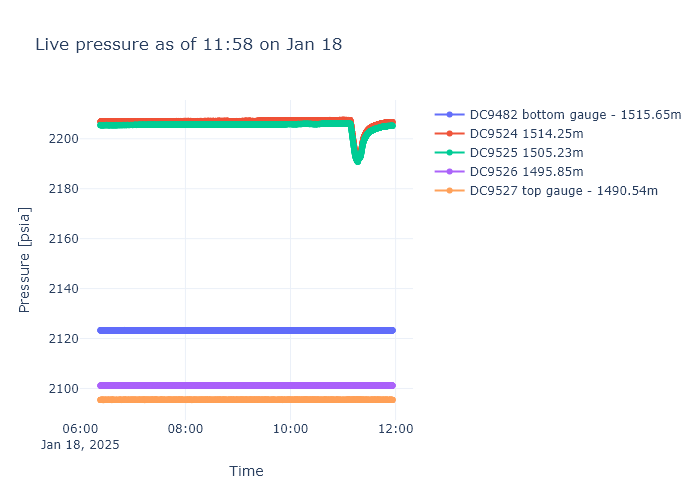 Live pressure as of 11:58 on Jan 18
DC9482 bottom gauge - 1515.65m
DC9524 1514.25m
DC9525 1505.23m
DC9526 1495.85m
DC9527 top gauge - 1490.54m
Pressure [psia]
2200
2180
2160
2140
2120
2100
06:00 08:00 10:00 12:00
Jan 18, 2025
Time